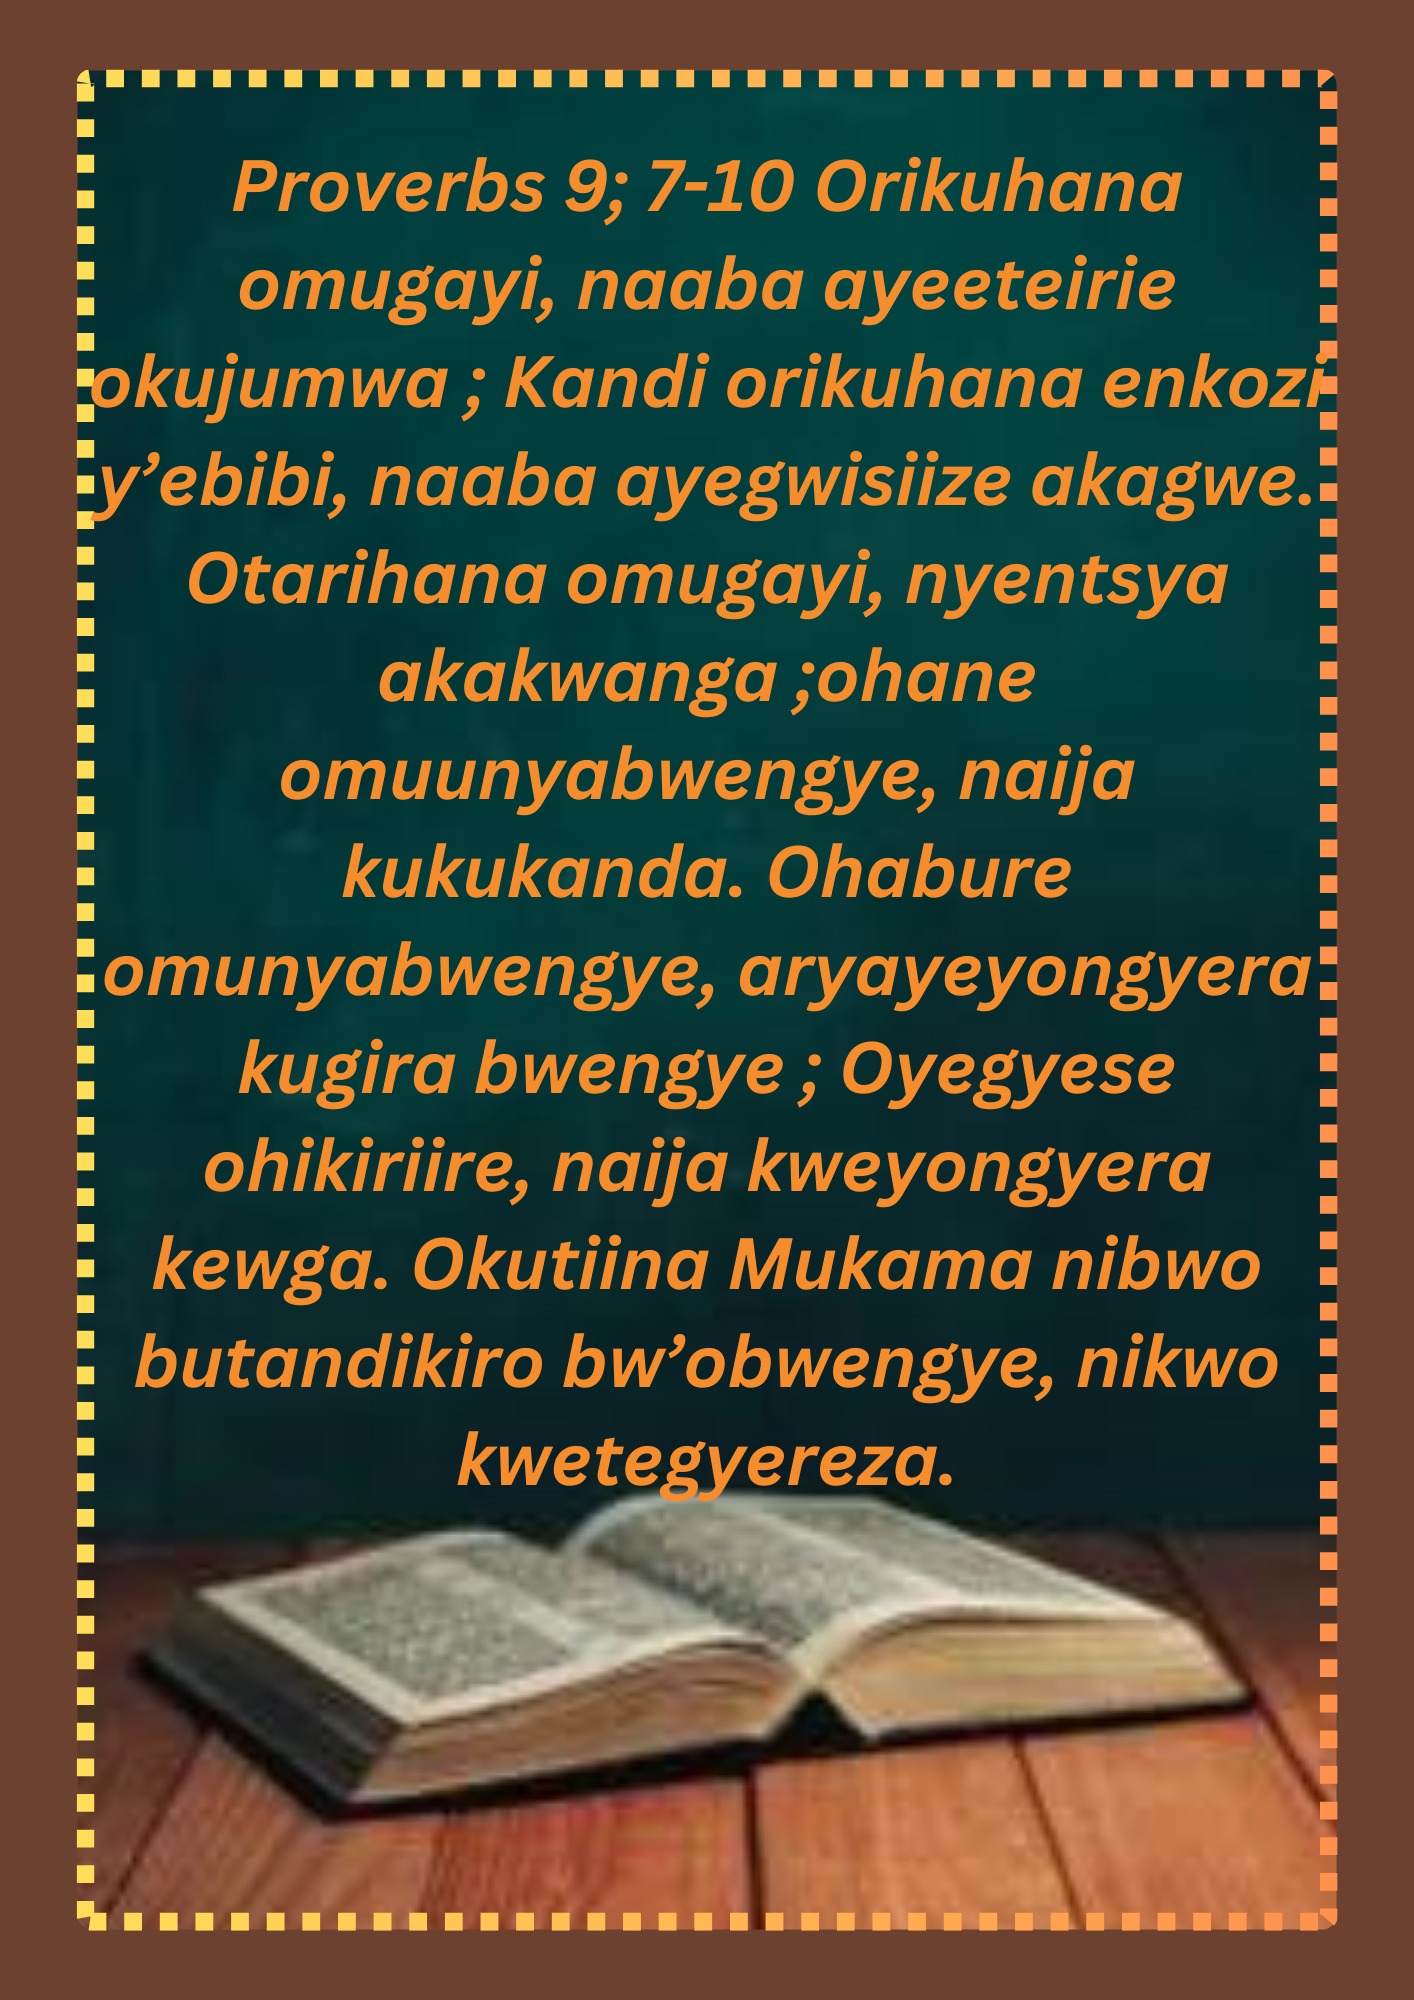 Proverbs 9; 7-10 Orikuhana
omugayi, naaba ayeeteirie
okujumwa ; Kandi orikuhana enkozi
y’ebibi, naaba ayegwisiize akagwe.
Otarihana omugayi, nyentsya
akakwanga ;ohane
omuunyabwengye, naija
kukukanda. Ohabure
omunyabwengye, aryayeyongyera
kugira bwengye ; Oyegyese
ohikiriire, naija kweyongyera
kewga. Okutiina Mukama nibwo
butandikiro bw’obwengye, nikwo
kwetegyereza.